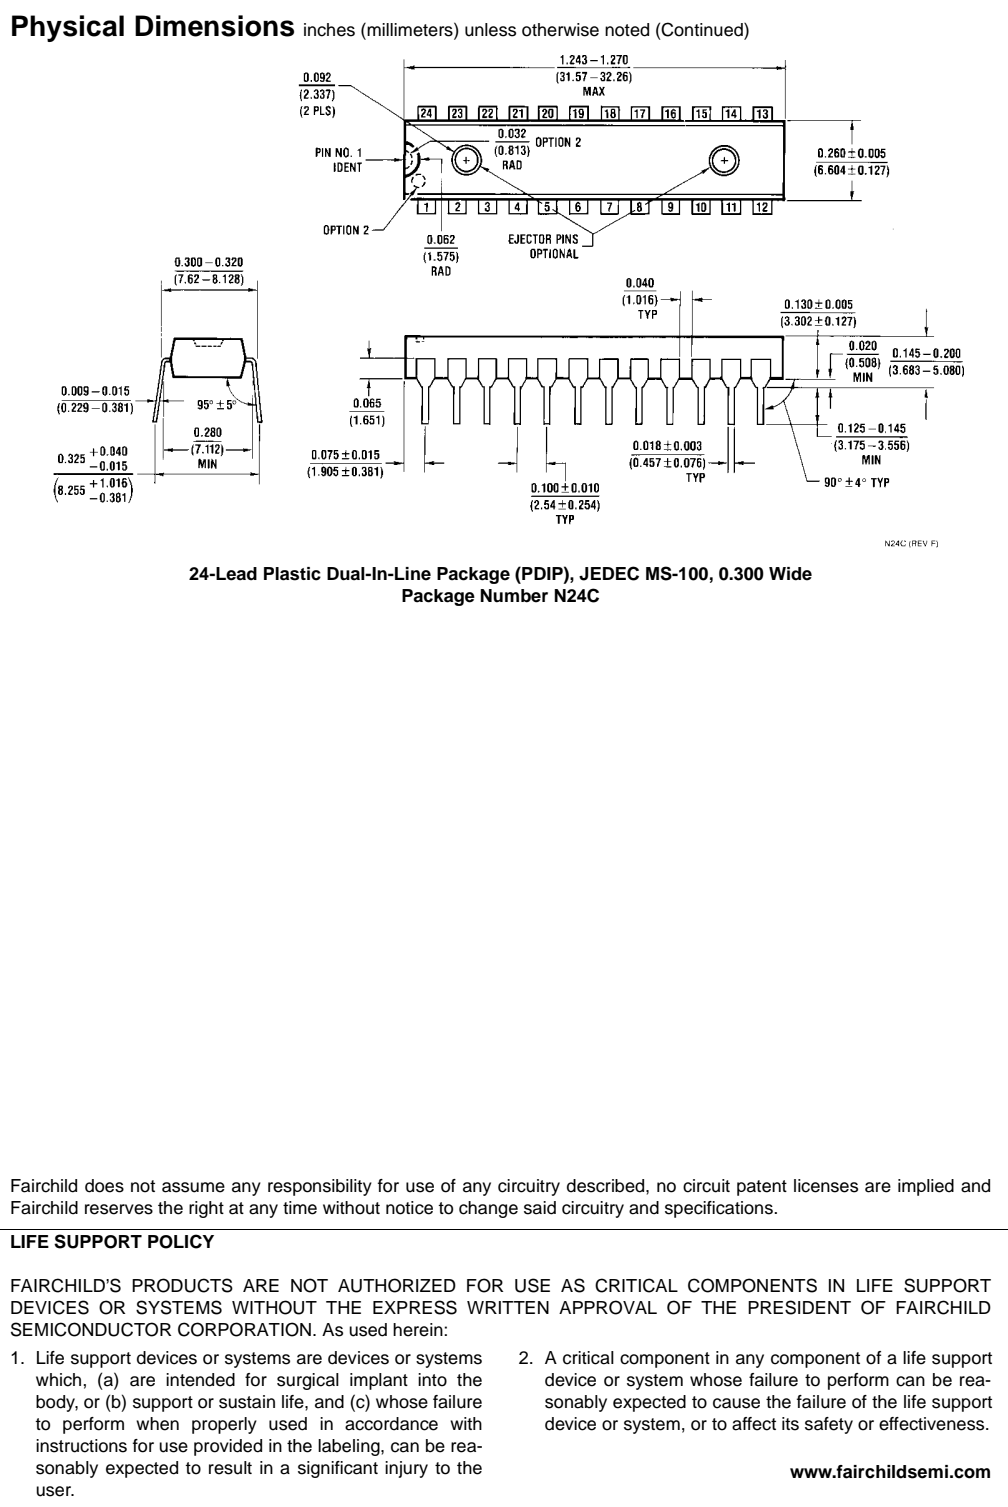 Physical Dimensions inches (millimeters) unless otherwise noted (Continued)
1.243 – 1.270
(31.57 – 32.26)
MAX
0.092
(2.337)
(2 PLS)
24 23 22 21 20 19 18 17 16 15 14 13
0.032
(0.813)
RAD
OPTION 2
PIN NO. 1
IDENT
0.260 ± 0.005
(6.604 ± 0.127)
1 2 3 4 5 6 7 8 9 10 11 12
OPTION 2
0.062
(1.575)
RAD
EJECTOR PINS
OPTIONAL
0.300 – 0.320
(7.62 – 8.128)
0.040
(1.016)
TYP
0.130 ± 0.005
(3.302 ± 0.127)
0.020
(0.508)
MIN
0.145 – 0.200
(3.683 – 5.080)
0.009 – 0.015
(0.229 – 0.381)
95° ± 5°
0.065
(1.651)
0.280
(7.112)
MIN
0.125 – 0.145
(3.175 – 3.556)
MIN
0.325 +0.040
–0.015
(8.255 +1.016
–0.381)
0.075 ± 0.015
(1.905 ± 0.381)
0.018 ± 0.003
(0.457 ± 0.076)
TYP
90° ± 4° TYP
0.100 ± 0.010
(2.54 ± 0.254)
TYP
N24C (REV F)
24-Lead Plastic Dual-In-Line Package (PDIP), JEDEC MS-100, 0.300 Wide
Package Number N24C
Fairchild does not assume any responsibility for use of any circuitry described, no circuit patent licenses are implied and
Fairchild reserves the right at any time without notice to change said circuitry and specifications.
LIFE SUPPORT POLICY
FAIRCHILD'S PRODUCTS ARE NOT AUTHORIZED FOR USE AS CRITICAL COMPONENTS IN LIFE SUPPORT
DEVICES OR SYSTEMS WITHOUT THE EXPRESS WRITTEN APPROVAL OF THE PRESIDENT OF FAIRCHILD
SEMICONDUCTOR CORPORATION. As used herein:
1. Life support devices or systems are devices or systems
which, (a) are intended for surgical implant into the
body, or (b) support or sustain life, and (c) whose failure
to perform when properly used in accordance with
instructions for use provided in the labeling, can be rea-
sonably expected to result in a significant injury to the
user.
2. A critical component in any component of a life support
device or system whose failure to perform can be rea-
sonably expected to cause the failure of the life support
device or system, or to affect its safety or effectiveness.
www.fairchildsemi.com